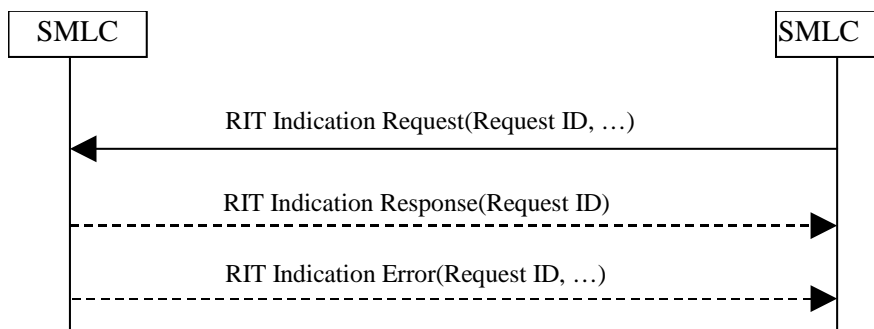 SMLC
SMLC
RIT Indication Request(Request ID, …)
RIT Indication Response(Request ID)
RIT Indication Error(Request ID, …)